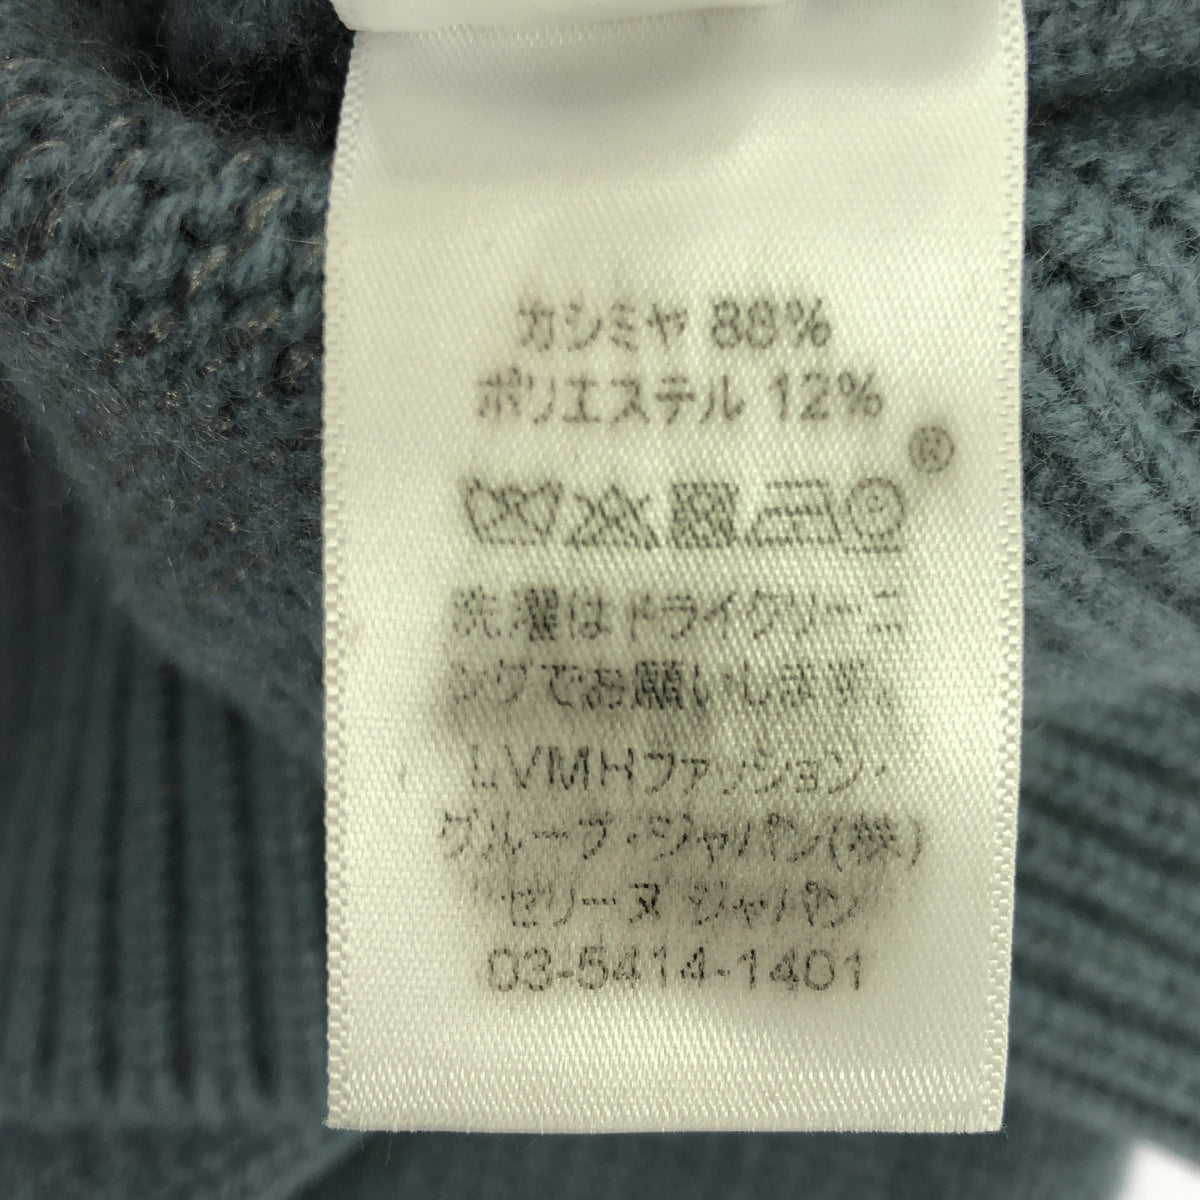 カシミヤ 88%
ポリエステル 12%
®
洗濯はドライクリーニ
ングでお願いします。
LVMHファッション・
グループ・ジャパン(株)
セリーヌ ジャパン
03-5414-1401